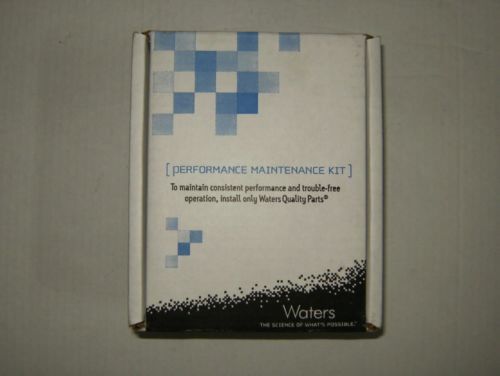 [ PERFORMANCE MAINTENANCE KIT ]
To maintain consistent performance and trouble-free
operation, install only Waters Quality Parts®
Waters
THE SCIENCE OF WHAT'S POSSIBLE.™